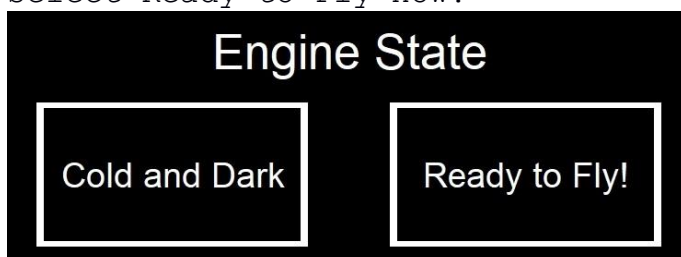 Select Ready to Fly now.
Engine State
Cold and Dark
Ready to Fly!